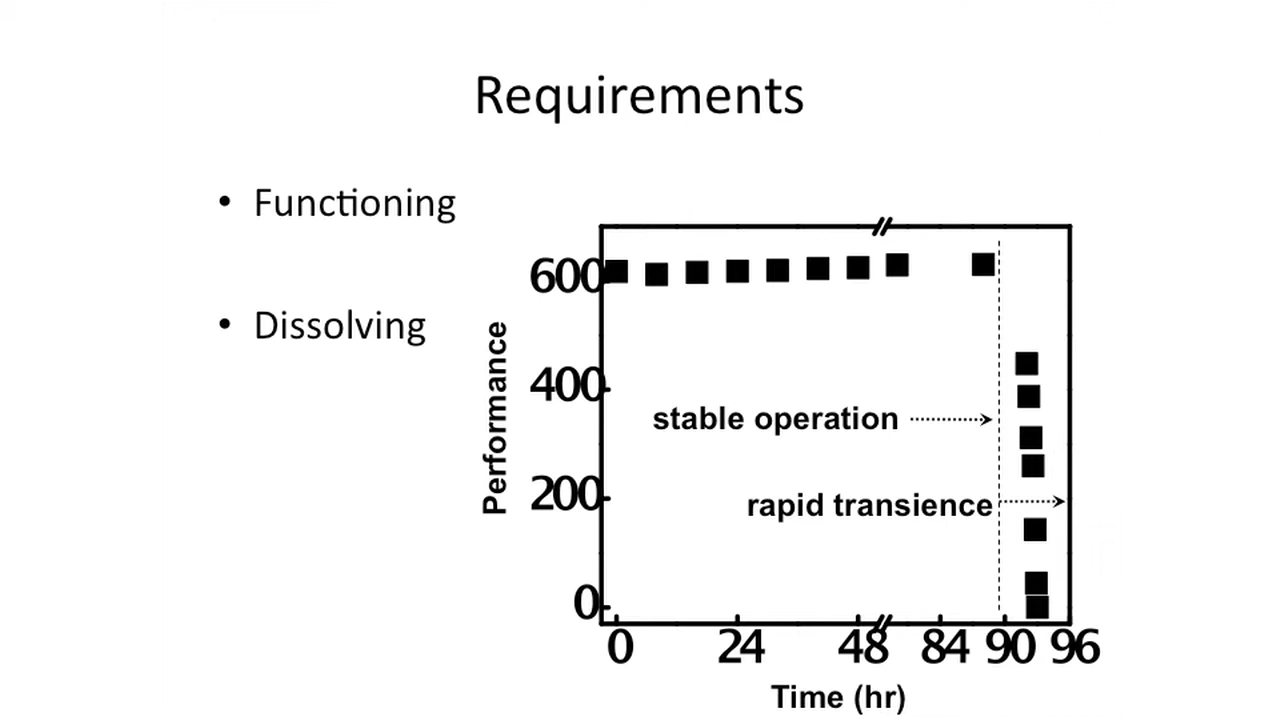 Requirements
• Functioning
• Dissolving
Performance
600
400
200
0
stable operation
rapid transience
0 24 48 84 90 96
Time (hr)